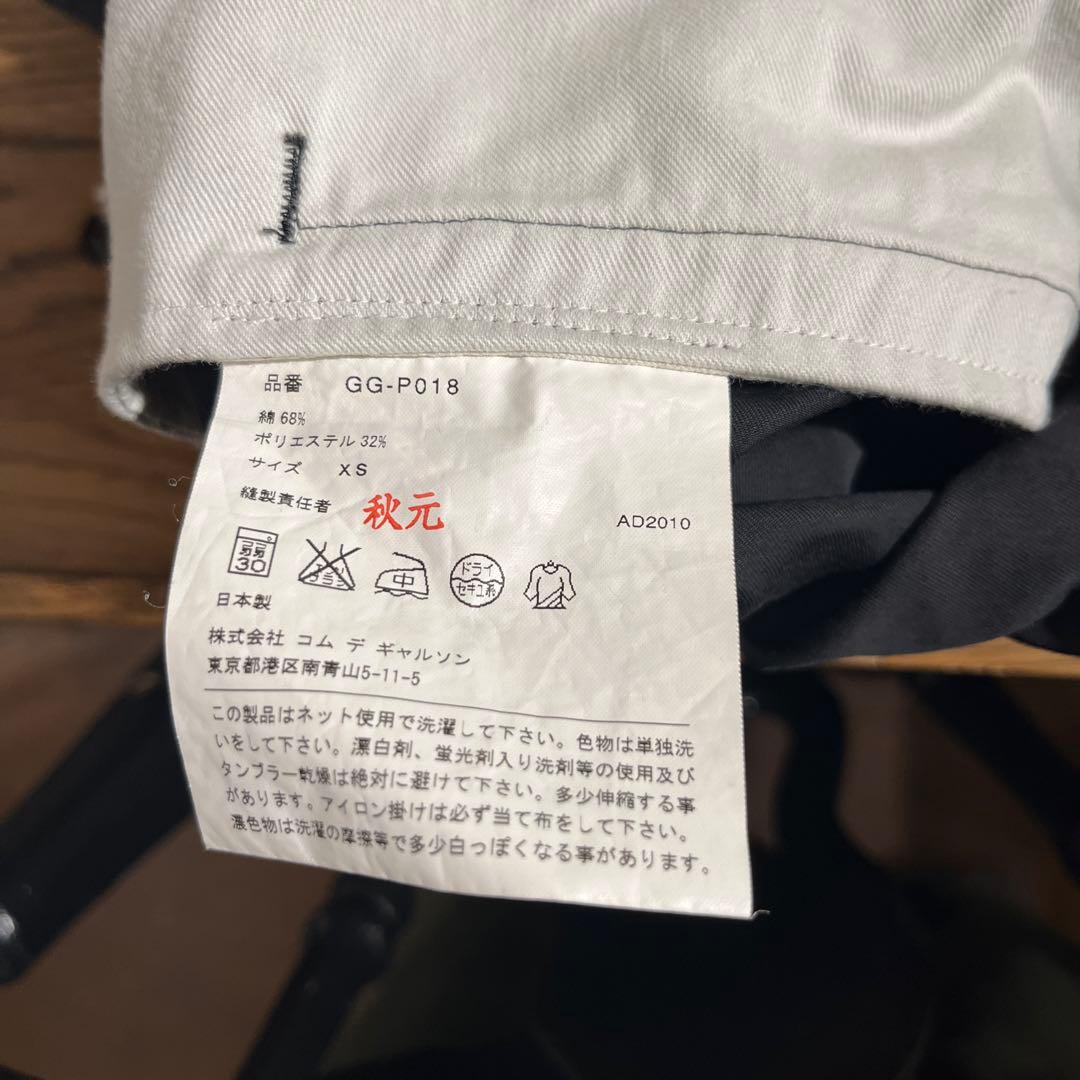 品番 GG-P018
綿 68%
ポリエステル 32%
サイズ XS
縫製責任者 秋元 AD2010
弱 30 エンソ サラシ 中 ドライ セキユ系
日本製
株式会社 コム デ ギャルソン
東京都港区南青山5-11-5
この製品はネット使用で洗濯して下さい。色物は単独洗
いをして下さい。漂白剤、蛍光剤入り洗剤等の使用及び
タンブラー乾燥は絶対に避けて下さい。多少伸縮する事
があります。アイロン掛けは必ず当て布をして下さい。
濃色物は洗濯の摩擦等で多少白っぽくなる事があります。